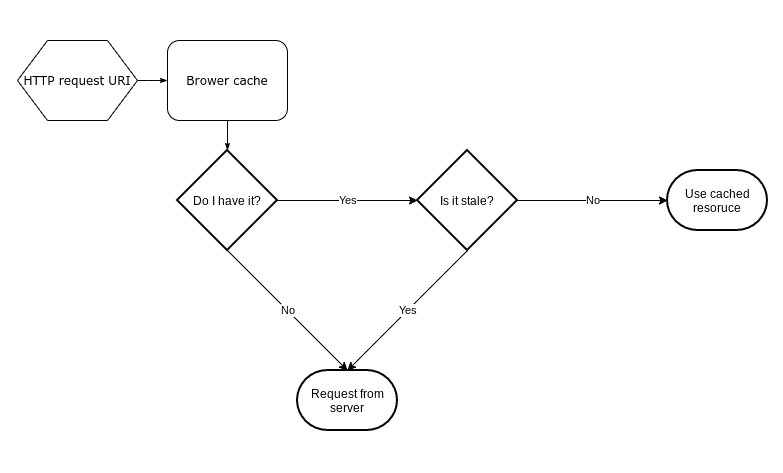 HTTP request URI
Brower cache
Do I have it?
Yes
Is it stale?
No
Use cached
resoruce
No
Yes
Request from
server